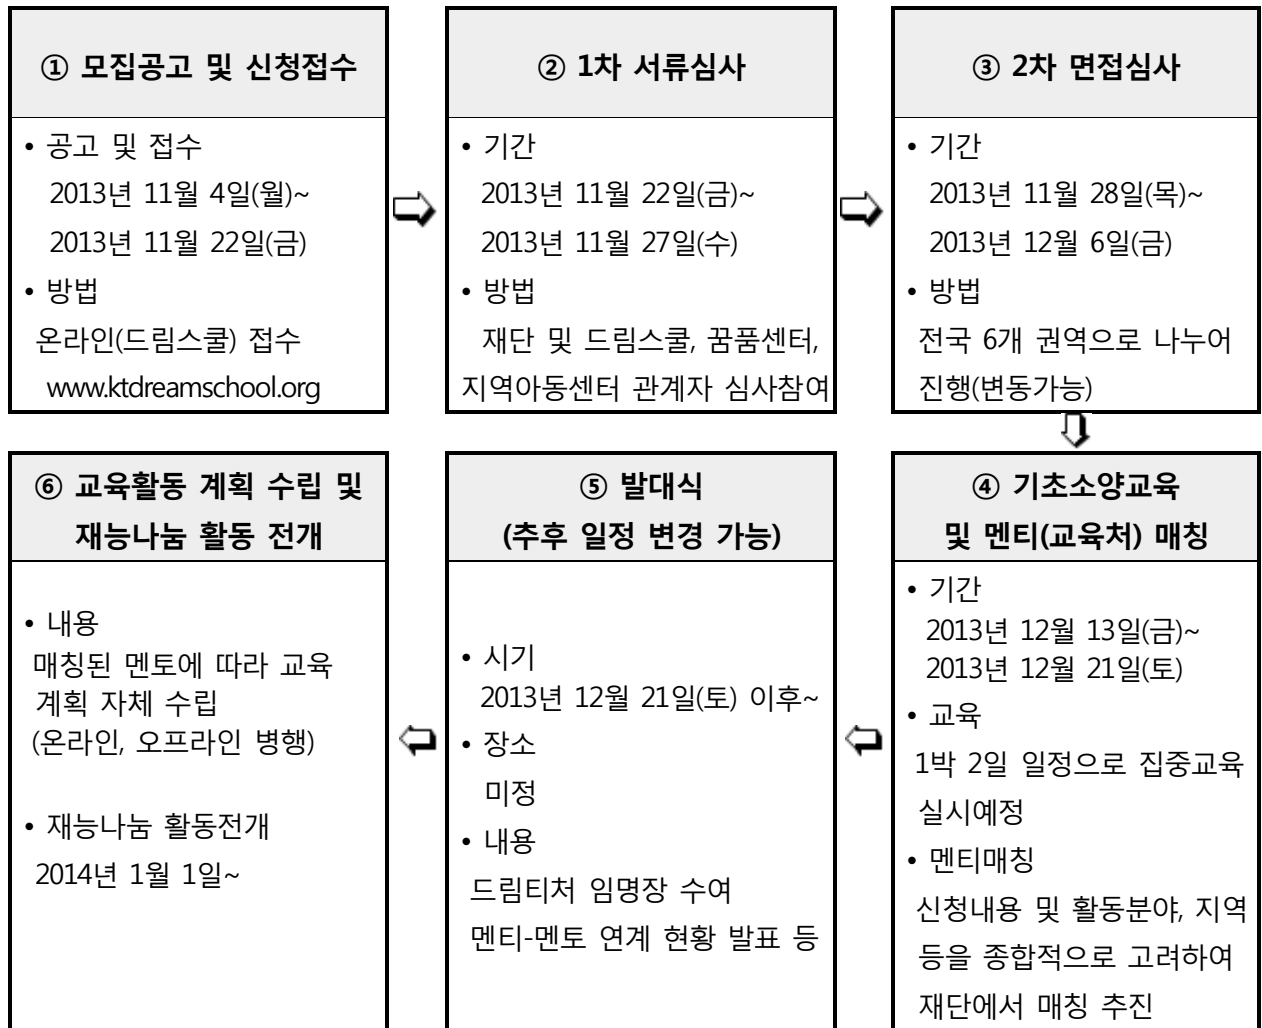 ① 모집공고 및 신청접수
• 공고 및 접수
2013년 11월 4일(월)~
2013년 11월 22일(금)
• 방법
온라인(드림스쿨) 접수
www.ktdreamschool.org
② 1차 서류심사
• 기간
2013년 11월 22일(금)~
2013년 11월 27일(수)
• 방법
재단 및 드림스쿨, 꿈품센터,
지역아동센터 관계자 심사참여
③ 2차 면접심사
• 기간
2013년 11월 28일(목)~
2013년 12월 6일(금)
• 방법
전국 6개 권역으로 나누어
진행(변동가능)
④ 기초소양교육
및 멘티(교육처) 매칭
• 기간
2013년 12월 13일(금)~
2013년 12월 21일(토)
• 교육
1박 2일 일정으로 집중교육
실시예정
• 멘티매칭
신청내용 및 활동분야, 지역
등을 종합적으로 고려하여
재단에서 매칭 추진
⑤ 발대식
(추후 일정 변경 가능)
• 시기
2013년 12월 21일(토) 이후~
• 장소
미정
• 내용
드림티처 임명장 수여
멘티-멘토 연계 현황 발표 등
⑥ 교육활동 계획 수립 및
재능나눔 활동 전개
• 내용
매칭된 멘토에 따라 교육
계획 자체 수립
(온라인, 오프라인 병행)
• 재능나눔 활동전개
2014년 1월 1일~